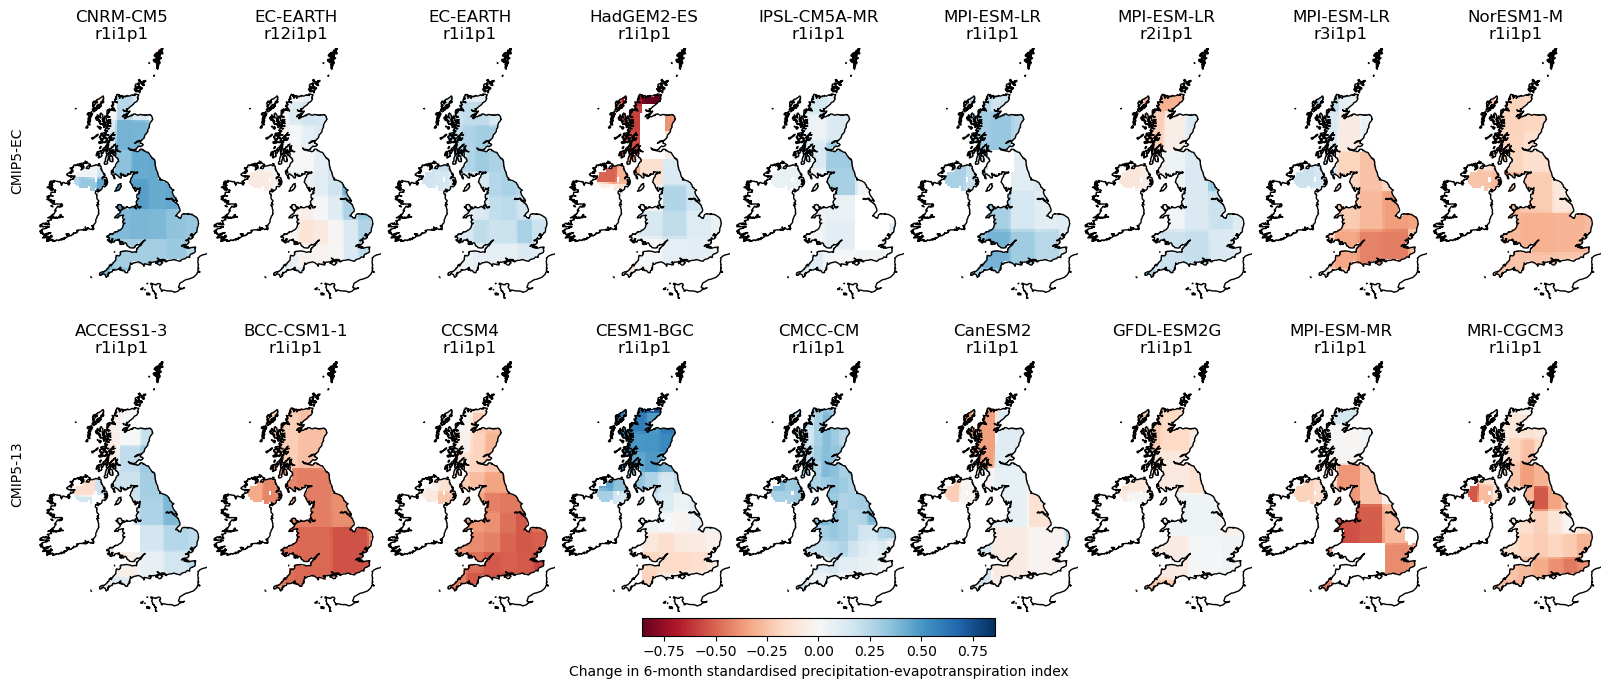 CNRM-CM5 EC-EARTH EC-EARTH HadGEM2-ES IPSL-CM5A-MR MPI-ESM-LR MPI-ESM-LR MPI-ESM-LR NorESM1-M
r1i1p1 r12i1p1 r1i1p1 r1i1p1 r1i1p1 r1i1p1 r2i1p1 r3i1p1 r1i1p1
CMIP5-EC
ACCESS1-3 BCC-CSM1-1 CCSM4 CESM1-BGC CMCC-CM CanESM2 GFDL-ESM2G MPI-ESM-MR MRI-CGCM3
r1i1p1 r1i1p1 r1i1p1 r1i1p1 r1i1p1 r1i1p1 r1i1p1 r1i1p1 r1i1p1
CMIP5-13
−0.75 −0.50 −0.25 0.00 0.25 0.50 0.75
Change in 6-month standardised precipitation-evapotranspiration index